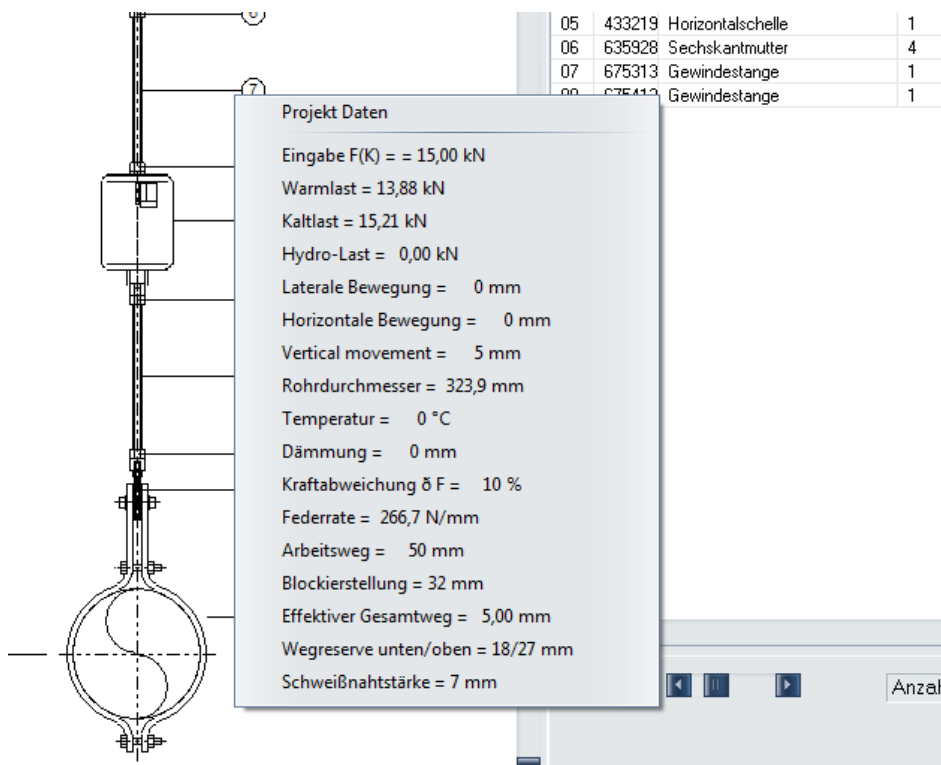 6
05 433219 Horizontalschelle 1
06 635928 Sechskantmutter 4
07 675313 Gewindestange 1
08 675413 Gewindestange 1
7
Projekt Daten
Eingabe F(K) = = 15,00 kN
Warmlast = 13,88 kN
Kaltlast = 15,21 kN
Hydro-Last = 0,00 kN
Laterale Bewegung = 0 mm
Horizontale Bewegung = 0 mm
Vertical movement = 5 mm
Rohrdurchmesser = 323,9 mm
Temperatur = 0 °C
Dämmung = 0 mm
Kraftabweichung δ F = 10 %
Federrate = 266,7 N/mm
Arbeitsweg = 50 mm
Blockierstellung = 32 mm
Effektiver Gesamtweg = 5,00 mm
Wegreserve unten/oben = 18/27 mm
Schweißnahtstärke = 7 mm